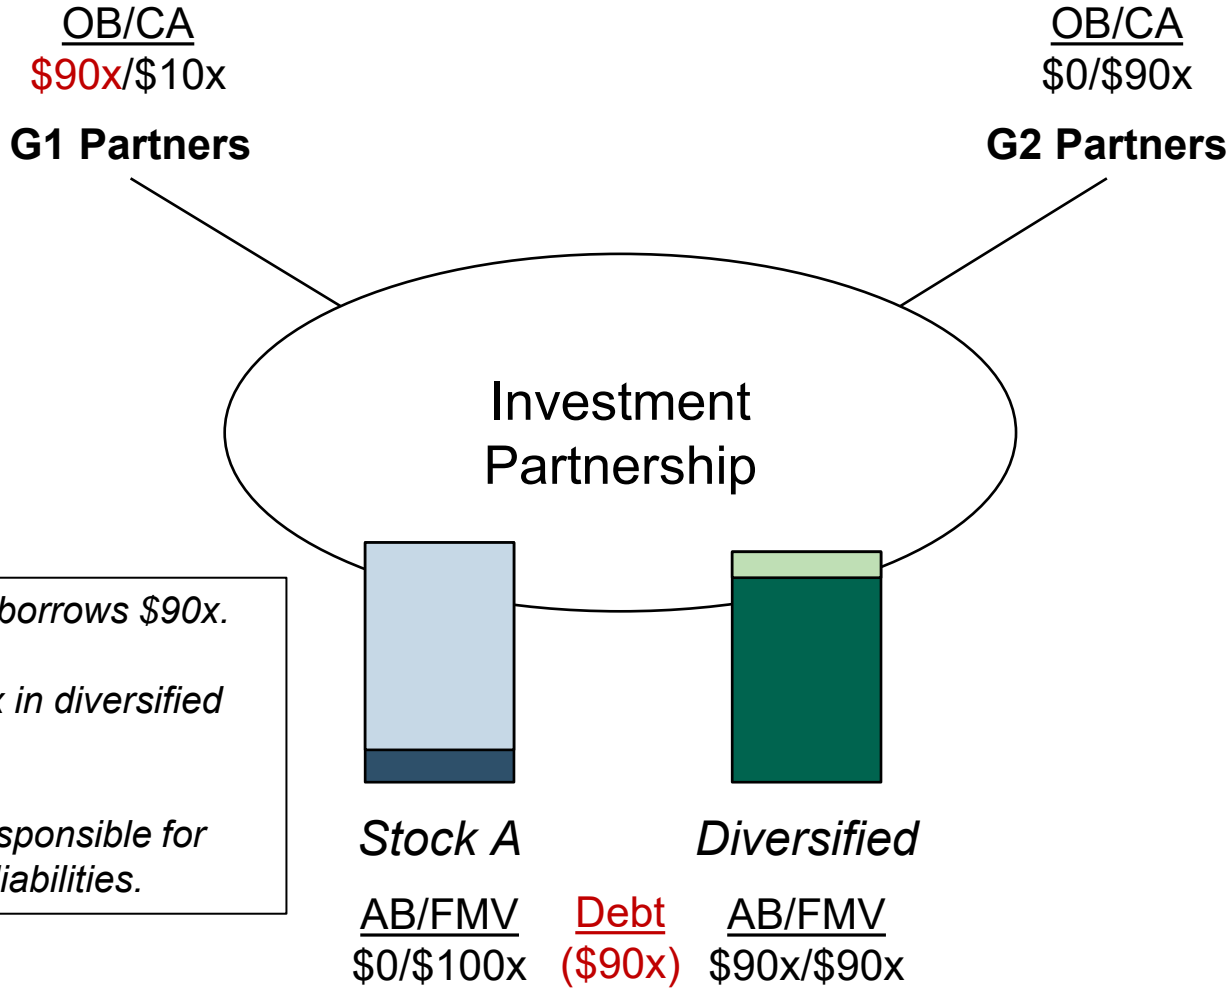 OB/CA
$90x/$10x
G1 Partners
OB/CA
$0/$90x
G2 Partners
Investment
Partnership
borrows $90x.
x in diversified
sponsible for
liabilities.
Stock A
AB/FMV
$0/$100x
Debt
($90x)
Diversified
AB/FMV
$90x/$90x